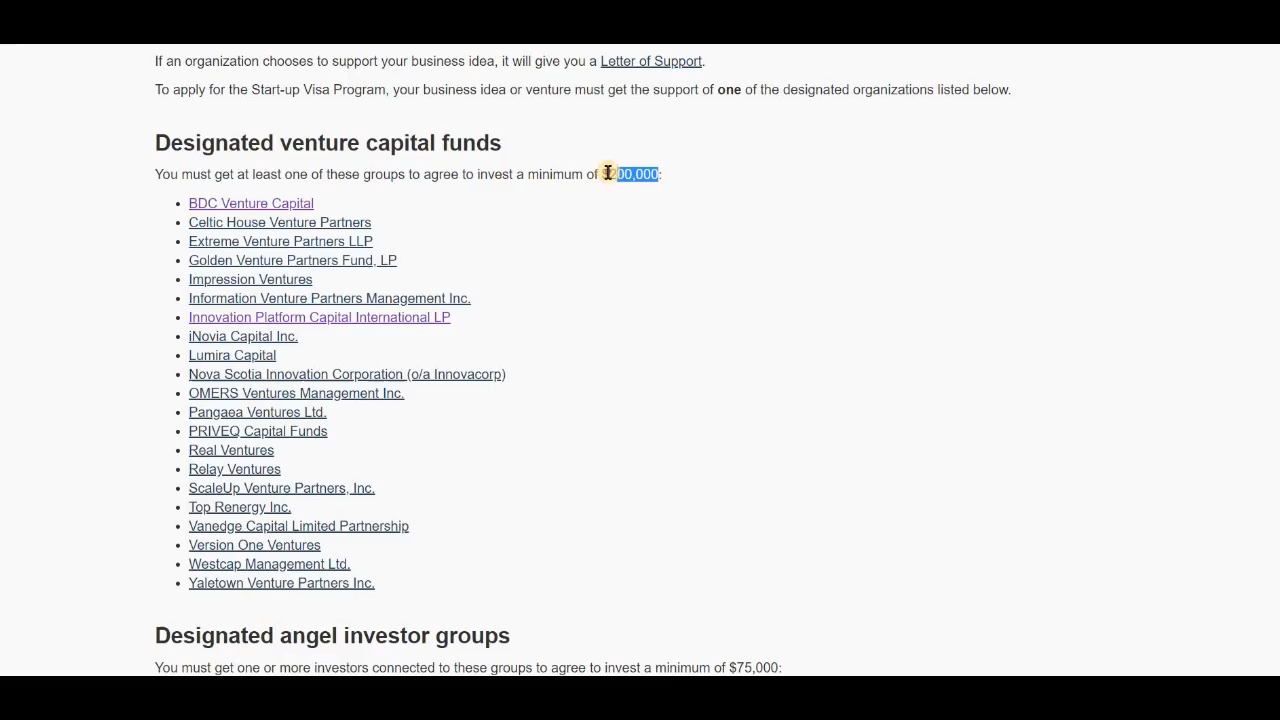 If an organization chooses to support your business idea, it will give you a Letter of Support.
To apply for the Start-up Visa Program, your business idea or venture must get the support of one of the designated organizations listed below.
Designated venture capital funds
You must get at least one of these groups to agree to invest a minimum of $200,000:
BDC Venture Capital
Celtic House Venture Partners
Extreme Venture Partners LLP
Golden Venture Partners Fund, LP
Impression Ventures
Information Venture Partners Management Inc.
Innovation Platform Capital International LP
iNovia Capital Inc.
Lumira Capital
Nova Scotia Innovation Corporation (o/a Innovacorp)
OMERS Ventures Management Inc.
Pangaea Ventures Ltd.
PRIVEQ Capital Funds
Real Ventures
Relay Ventures
ScaleUp Venture Partners, Inc.
Top Renergy Inc.
Vanedge Capital Limited Partnership
Version One Ventures
Westcap Management Ltd.
Yaletown Venture Partners Inc.
Designated angel investor groups
You must get one or more investors connected to these groups to agree to invest a minimum of $75,000: